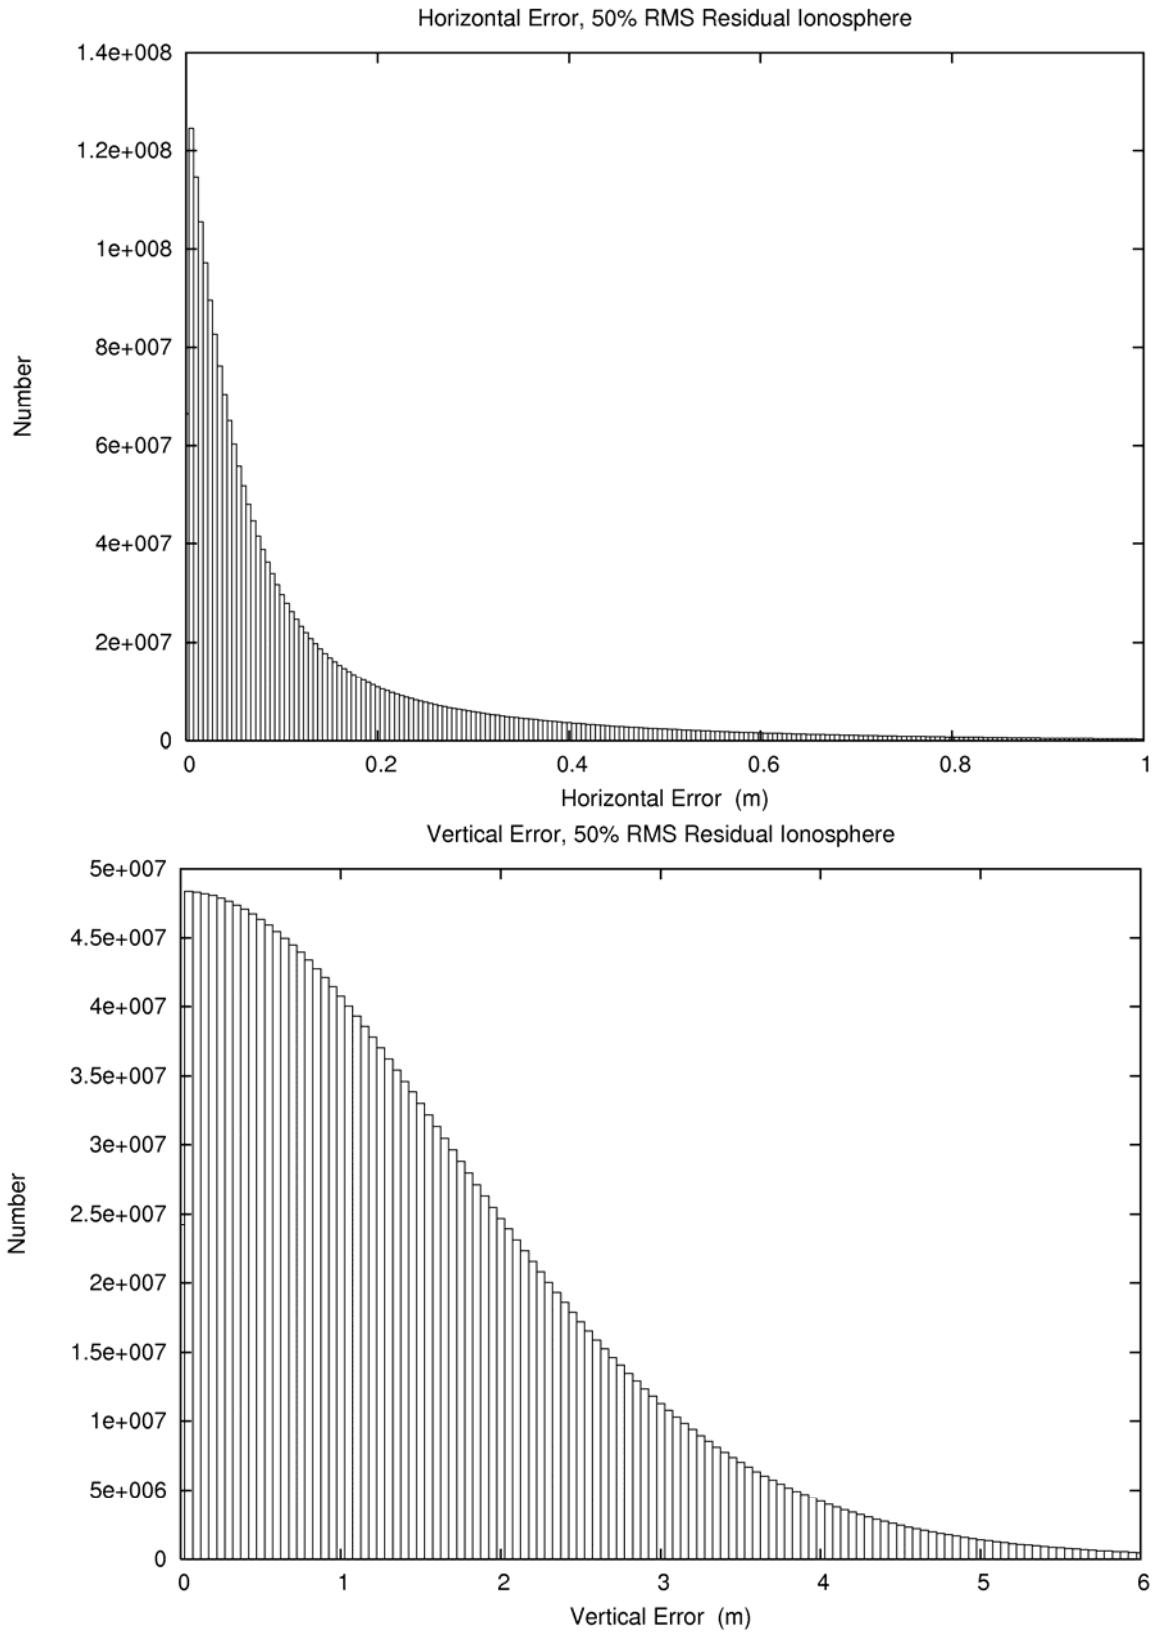 Horizontal Error, 50% RMS Residual Ionosphere
1.4e+008
1.2e+008
1e+008
8e+007
6e+007
4e+007
2e+007
0
Number
0 0.2 0.4 0.6 0.8 1
Horizontal Error (m)
Vertical Error, 50% RMS Residual Ionosphere
5e+007
4.5e+007
4e+007
3.5e+007
3e+007
2.5e+007
2e+007
1.5e+007
1e+007
5e+006
0
Number
0 1 2 3 4 5 6
Vertical Error (m)